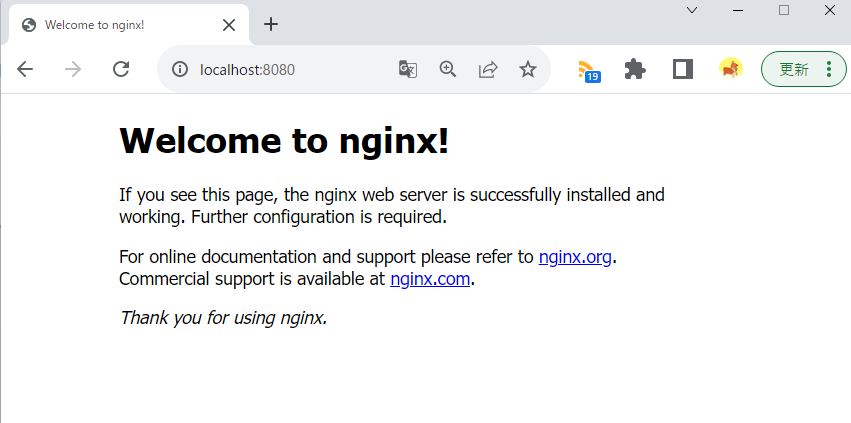 Welcome to nginx!
localhost:8080
19
更新
Welcome to nginx!
If you see this page, the nginx web server is successfully installed and
working. Further configuration is required.
For online documentation and support please refer to nginx.org.
Commercial support is available at nginx.com.
Thank you for using nginx.